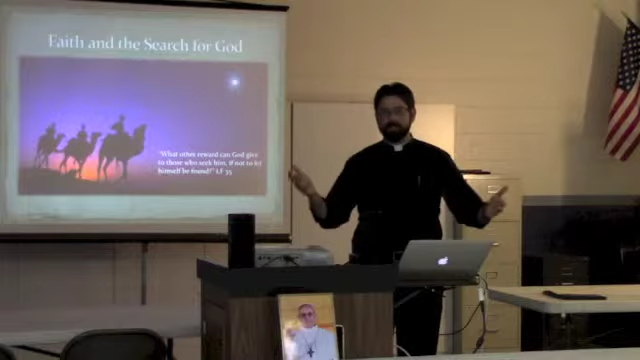 Faith and the Search for God
"What other reward can God give
to those who seek him, if not to let
himself be found?" LF 35